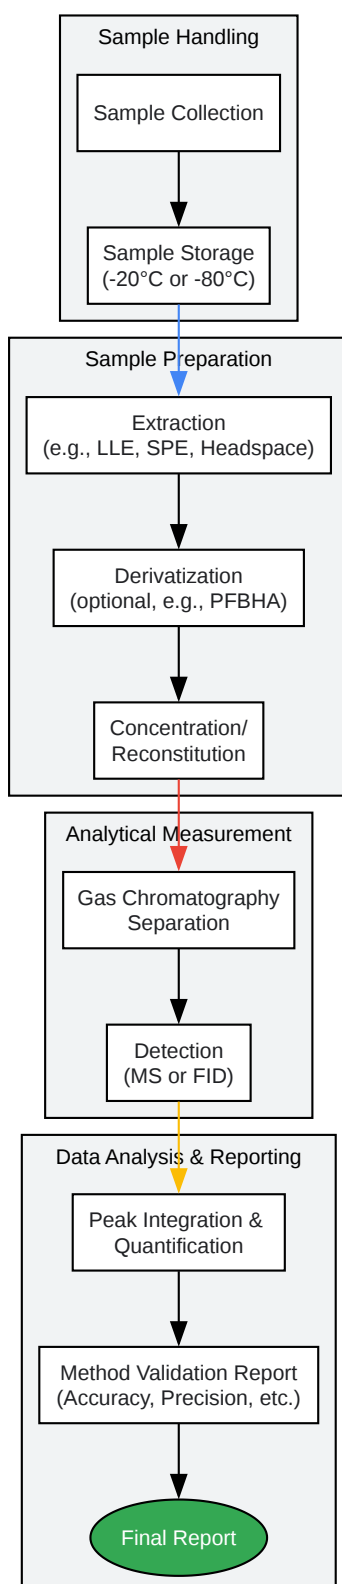 Sample Handling
Sample Collection
Sample Storage
(-20°C or -80°C)
Sample Preparation
Extraction
(e.g., LLE, SPE, Headspace)
Derivatization
(optional, e.g., PFBHA)
Concentration/
Reconstitution
Analytical Measurement
Gas Chromatography
Separation
Detection
(MS or FID)
Data Analysis & Reporting
Peak Integration &
Quantification
Method Validation Report
(Accuracy, Precision, etc.)
Final Report